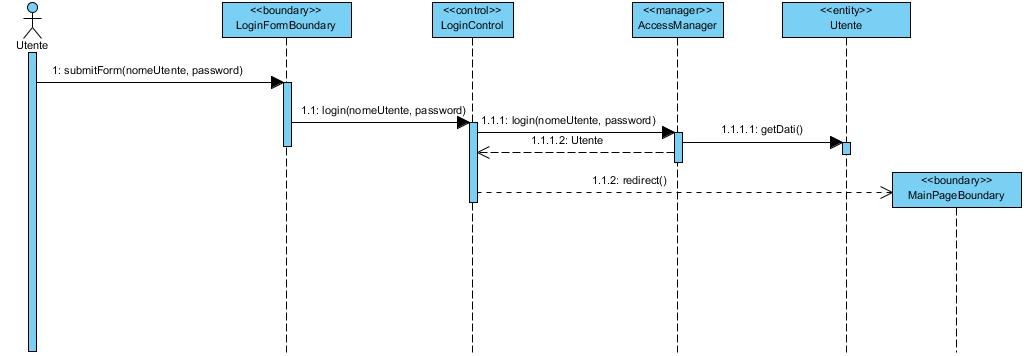 <<boundary>>
LoginFormBoundary
<<control>>
LoginControl
<<manager>>
AccessManager
<<entity>>
Utente
Utente
1: submitForm(nomeUtente, password)
1.1: login(nomeUtente, password)
1.1.1: login(nomeUtente, password)
1.1.1.1: getDati()
1.1.1.2: Utente
1.1.2: redirect()
<<boundary>>
MainPageBoundary